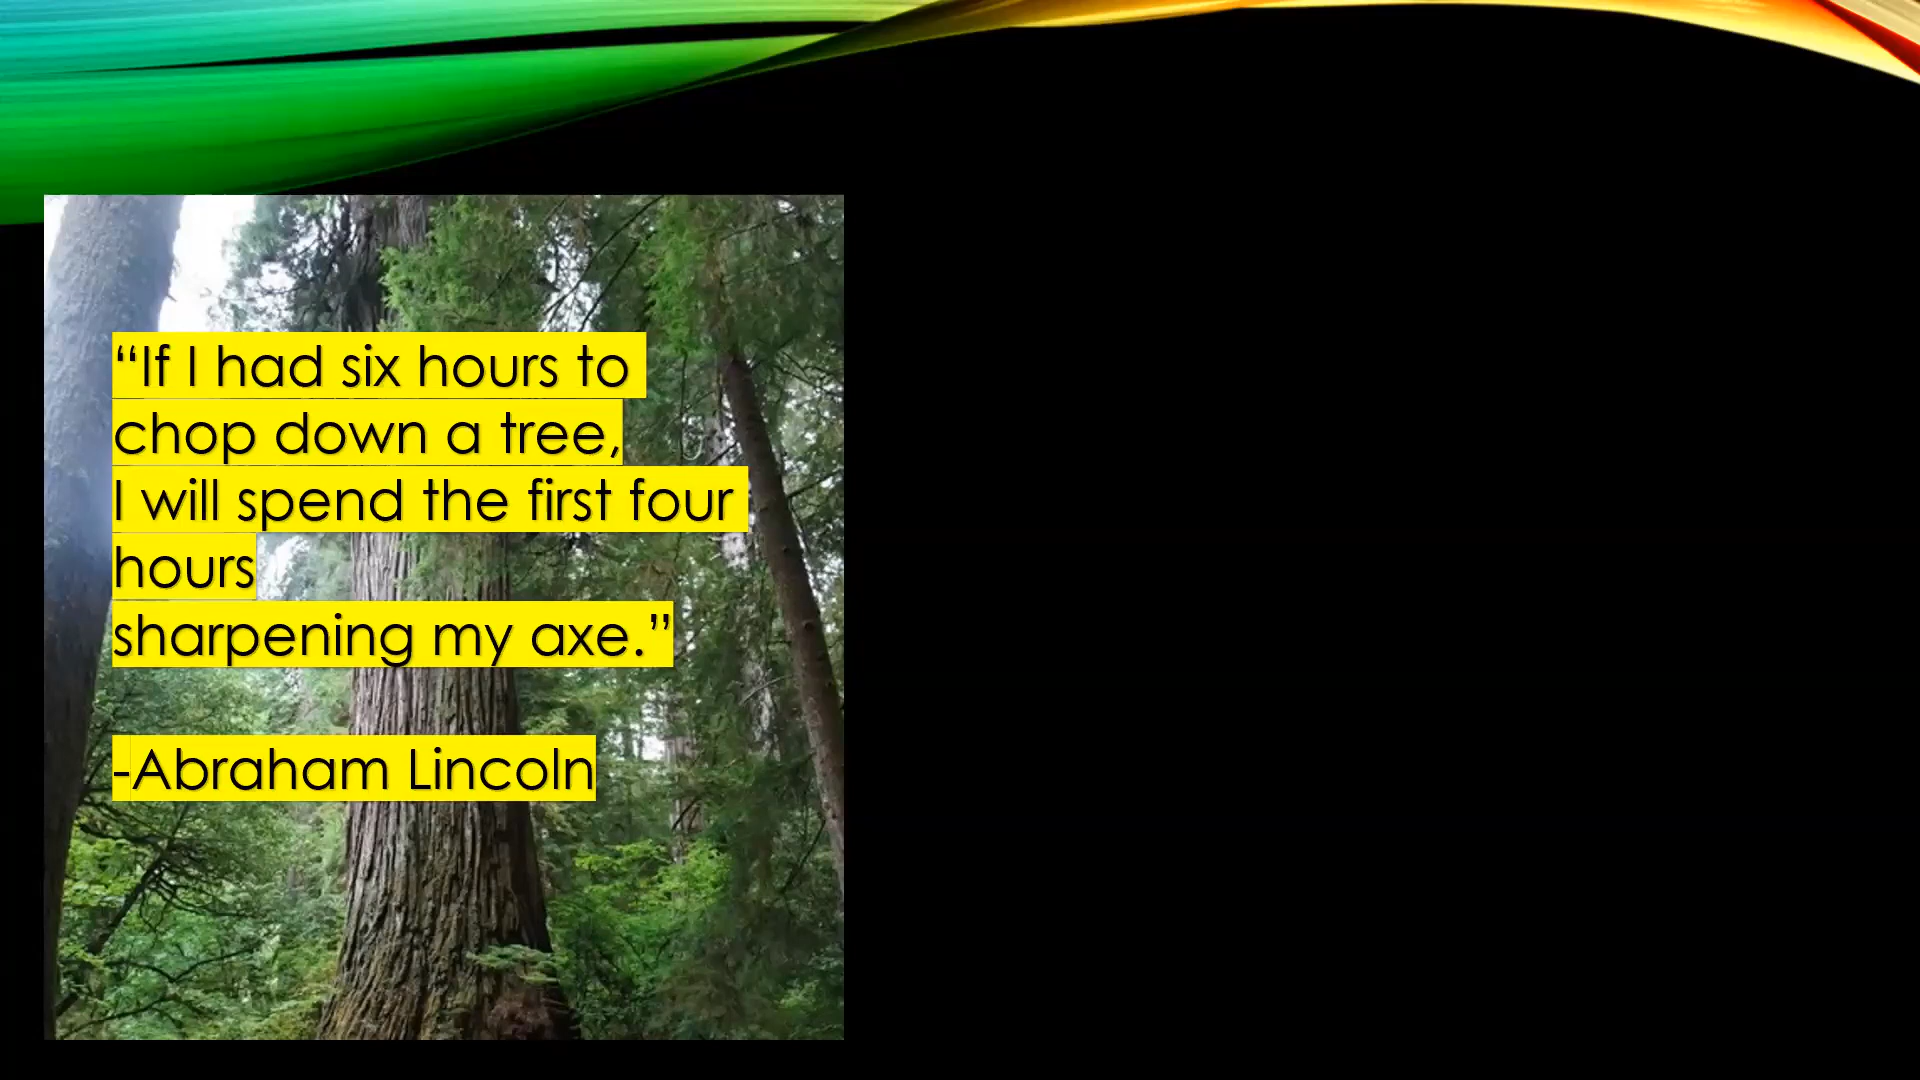 “If I had six hours to
chop down a tree,
I will spend the first four
hours
sharpening my axe.”
-Abraham Lincoln